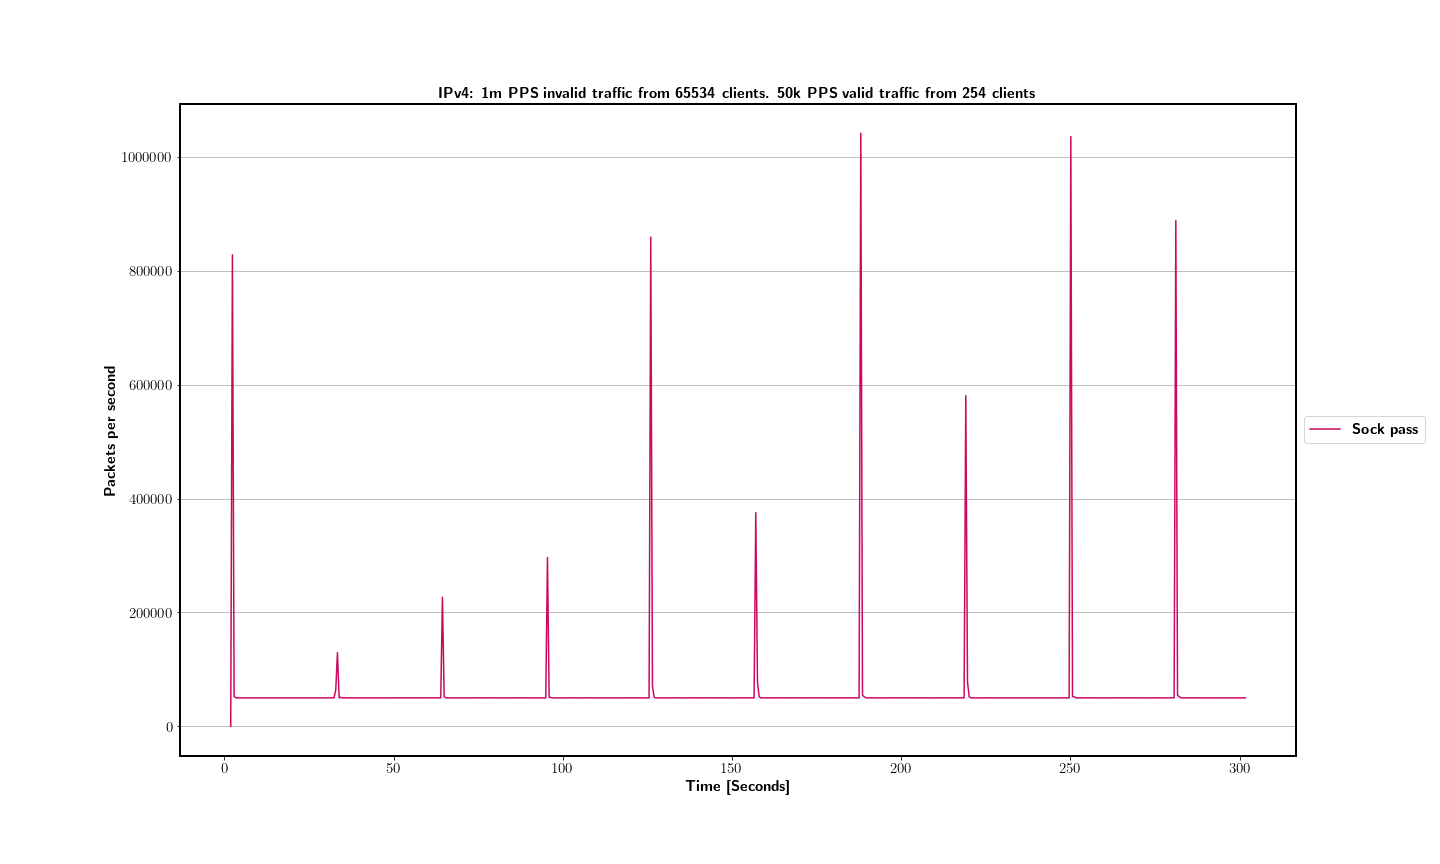 IPv4: 1m PPS invalid traffic from 65534 clients. 50k PPS valid traffic from 254 clients
1000000
800000
600000
400000
200000
0
Packets per second
0 50 100 150 200 250 300
Time [Seconds]
Sock pass